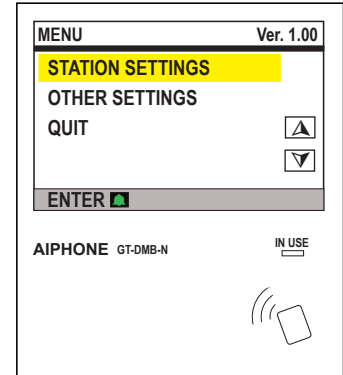 MENU Ver. 1.00
STATION SETTINGS
OTHER SETTINGS
QUIT
ENTER
AIPHONE GT-DMB-N IN USE